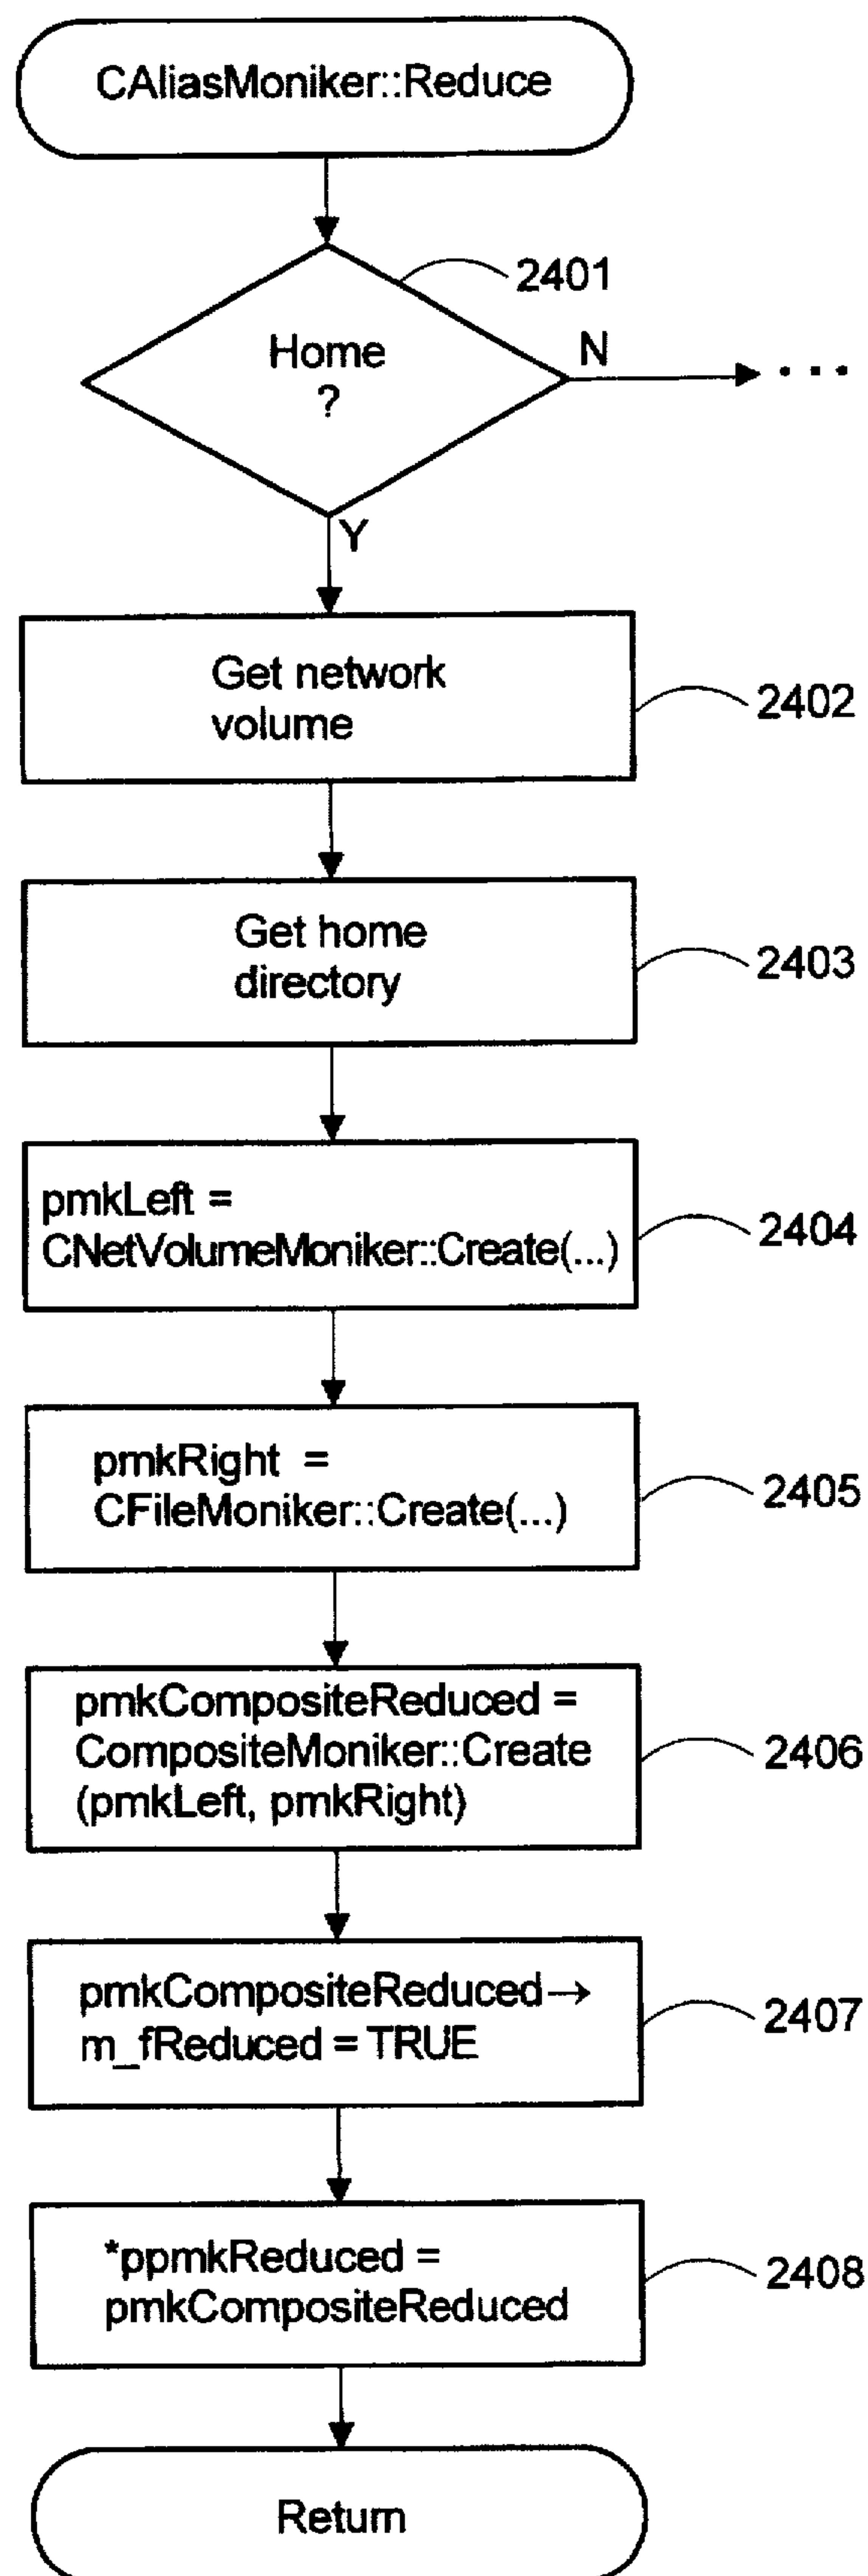 CAliasMoniker::Reduce
2401
Home
?
N
...
Y
Get network
volume
2402
Get home
directory
2403
pmkLeft =
CNetVolumeMoniker::Create(...)
2404
pmkRight =
CFileMoniker::Create(...)
2405
pmkCompositeReduced =
CompositeMoniker::Create
(pmkLeft, pmkRight)
2406
pmkCompositeReduced→
m_fReduced = TRUE
2407
*ppmkReduced =
pmkCompositeReduced
2408
Return